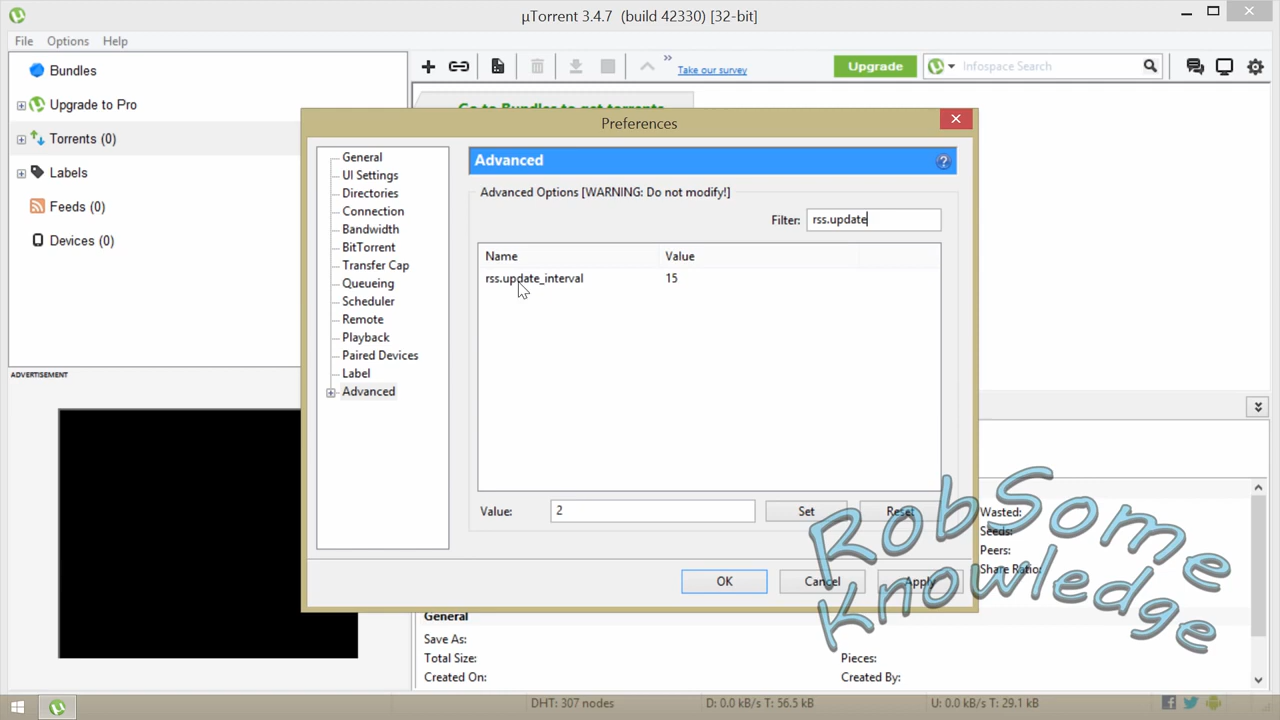 µTorrent 3.4.7 (build 42330) [32-bit]
File Options Help
Bundles
Upgrade to Pro
Torrents (0)
Labels
Feeds (0)
Devices (0)
ADVERTISEMENT
Take our survey
Upgrade
Infospace Search
Go to Bundles to get torrents
Preferences
General
UI Settings
Directories
Connection
Bandwidth
BitTorrent
Transfer Cap
Queueing
Scheduler
Remote
Playback
Paired Devices
Label
Advanced
Advanced
Advanced Options [WARNING: Do not modify!]
Filter: rss.update
Name Value
rss.update_interval 15
Value: 2 Set Reset
OK Cancel Apply
Wasted:
Seeds:
Peers:
Share Ratio:
RobSome
Knowledge
General
Save As:
Total Size: Pieces:
Created On: Created By:
DHT: 307 nodes D: 0.0 kB/s T: 56.5 kB U: 0.0 kB/s T: 29.1 kB